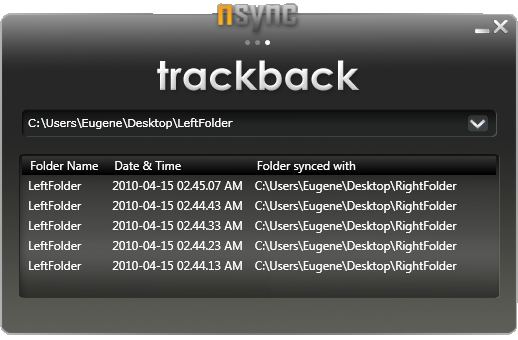 nsync
trackback
C:\Users\Eugene\Desktop\LeftFolder
Folder Name Date & Time Folder synced with
LeftFolder 2010-04-15 02.45.07 AM C:\Users\Eugene\Desktop\RightFolder
LeftFolder 2010-04-15 02.44.43 AM C:\Users\Eugene\Desktop\RightFolder
LeftFolder 2010-04-15 02.44.33 AM C:\Users\Eugene\Desktop\RightFolder
LeftFolder 2010-04-15 02.44.23 AM C:\Users\Eugene\Desktop\RightFolder
LeftFolder 2010-04-15 02.44.13 AM C:\Users\Eugene\Desktop\RightFolder